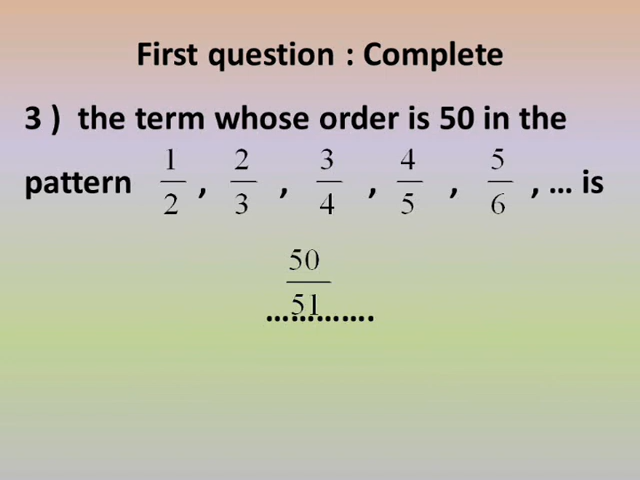 First question : Complete
3 ) the term whose order is 50 in the
pattern 1/2 , 2/3 , 3/4 , 4/5 , 5/6 , ... is
50/51
.............